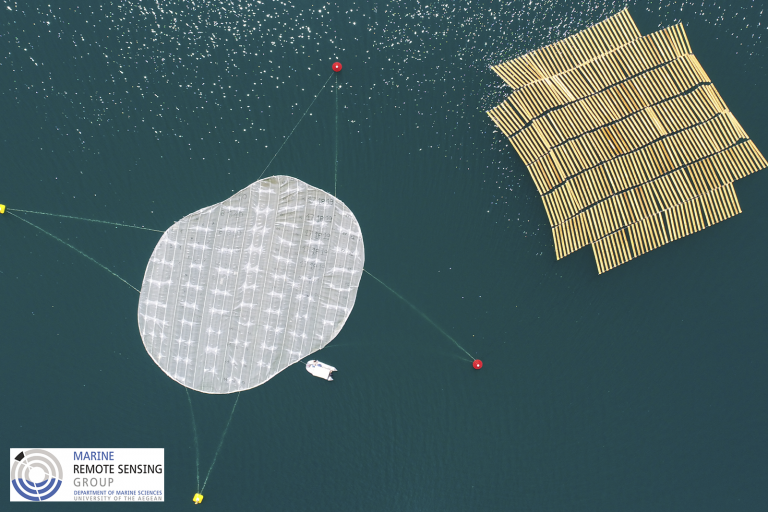 MARINE
REMOTE SENSING
GROUP
DEPARTMENT OF MARINE SCIENCES
UNIVERSITY OF THE AEGEAN